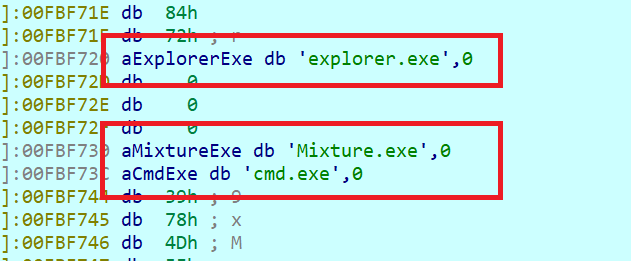 ]:00FBF71E db  84h
]:00FBF71F db  72h ; r
]:00FBF720 aExplorerExe db 'explorer.exe',0
]:00FBF72D db    0
]:00FBF72E db    0
]:00FBF72F db    0
]:00FBF730 aMixtureExe db 'Mixture.exe',0
]:00FBF73C aCmdExe db 'cmd.exe',0
]:00FBF744 db  39h ; 9
]:00FBF745 db  78h ; x
]:00FBF746 db  4Dh ; M